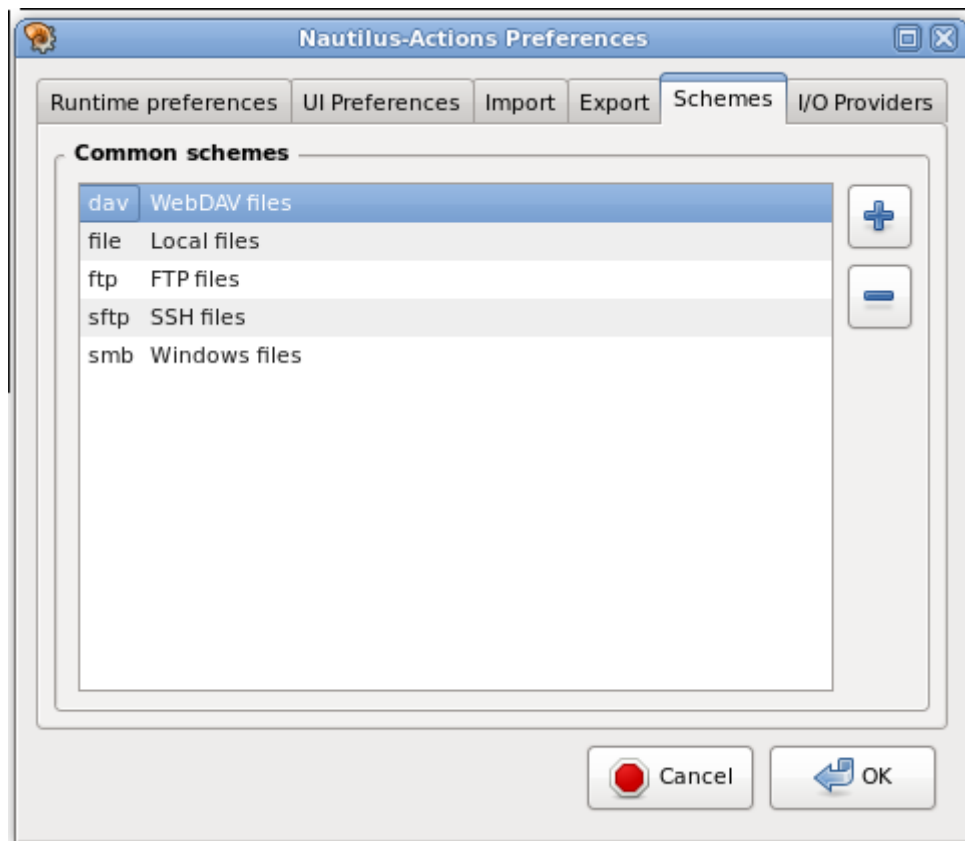 Nautilus-Actions Preferences
Runtime preferences UI Preferences Import Export Schemes I/O Providers
Common schemes
dav WebDAV files
file Local files
ftp FTP files
sftp SSH files
smb Windows files
Cancel OK